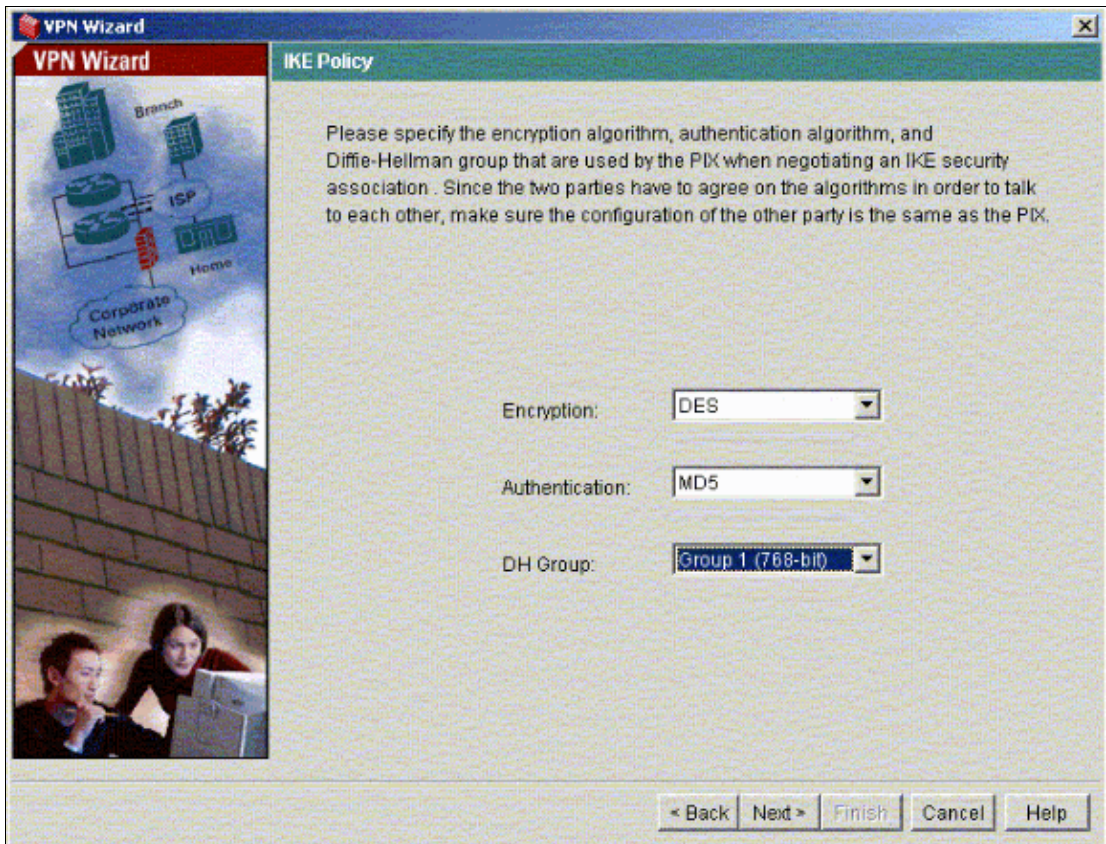 VPN Wizard
VPN Wizard
IKE Policy
Branch
ISP
Home
Corporate
Network
Please specify the encryption algorithm, authentication algorithm, and
Diffie-Hellman group that are used by the PIX when negotiating an IKE security
association . Since the two parties have to agree on the algorithms in order to talk
to each other, make sure the configuration of the other party is the same as the PIX.
Encryption: DES
Authentication: MD5
DH Group: Group 1 (768-bit)
< Back Next > Finish Cancel Help